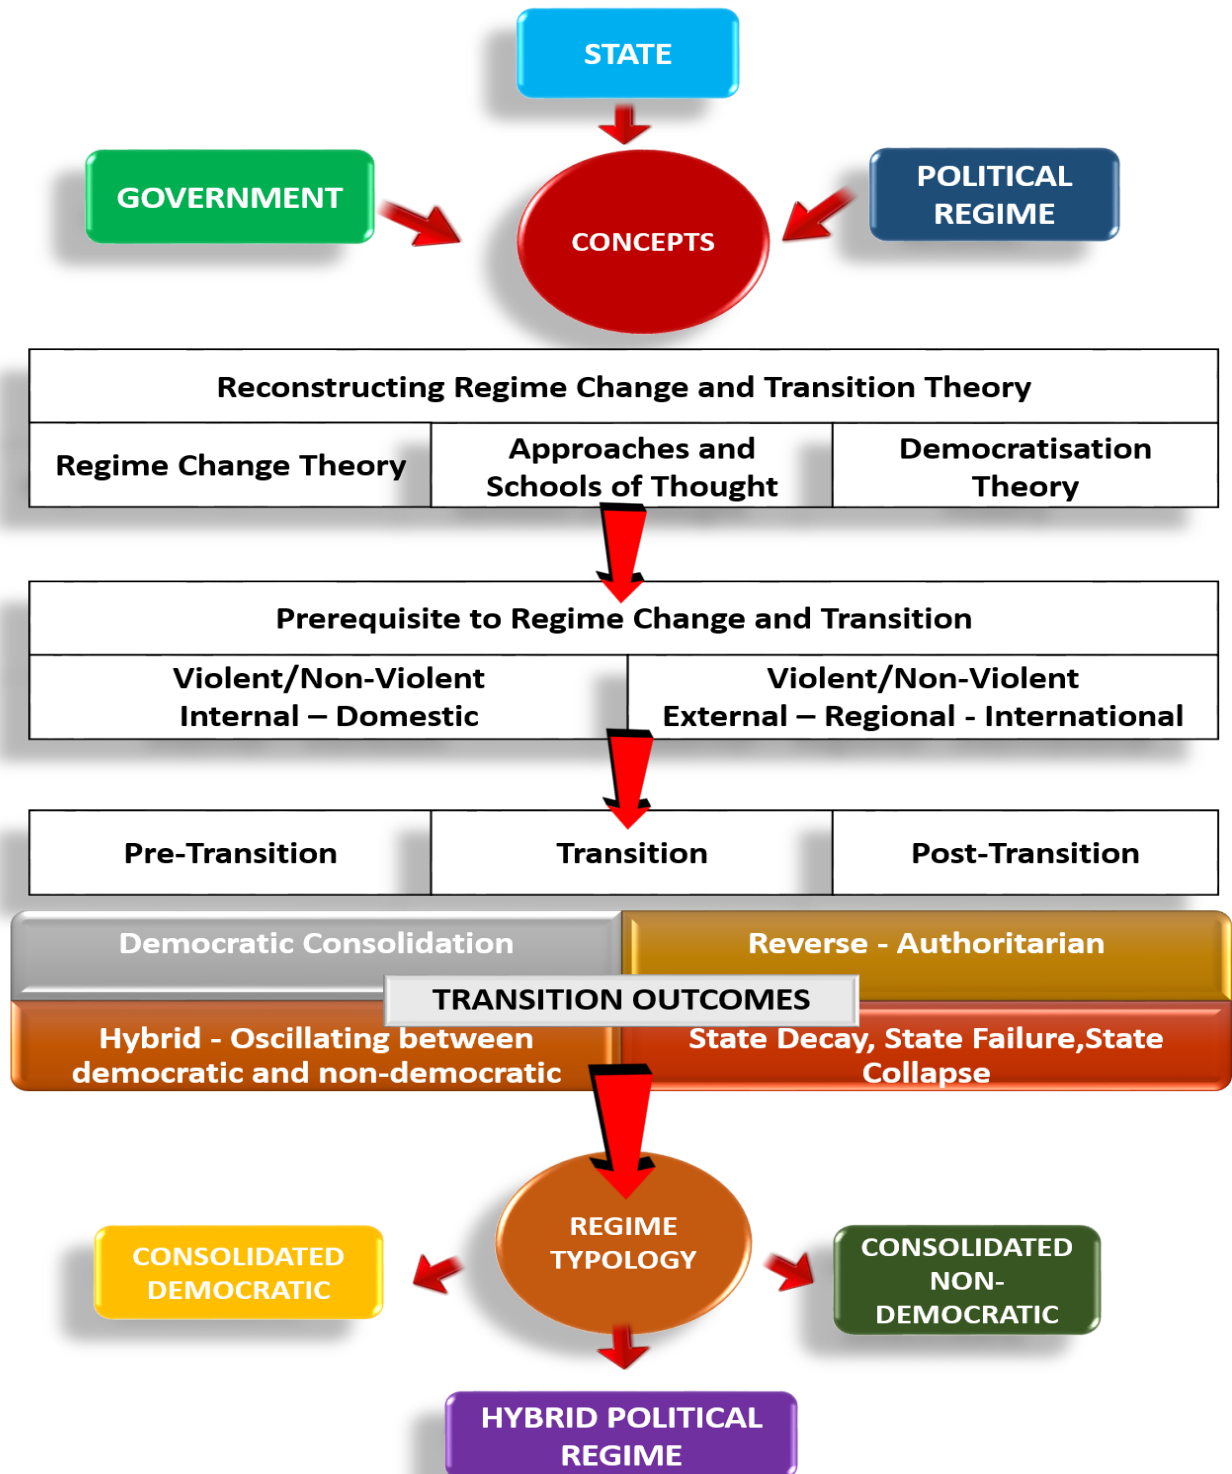 STATE
GOVERNMENT
POLITICAL
REGIME
CONCEPTS
Reconstructing Regime Change and Transition Theory
Regime Change Theory
Approaches and
Schools of Thought
Democratisation
Theory
Prerequisite to Regime Change and Transition
Violent/Non-Violent
Internal – Domestic
Violent/Non-Violent
External – Regional - International
Pre-Transition
Transition
Post-Transition
Democratic Consolidation
Reverse - Authoritarian
TRANSITION OUTCOMES
Hybrid - Oscillating between
democratic and non-democratic
State Decay, State Failure,State
Collapse
REGIME
TYPOLOGY
CONSOLIDATED
DEMOCRATIC
CONSOLIDATED
NON-
DEMOCRATIC
HYBRID POLITICAL
REGIME